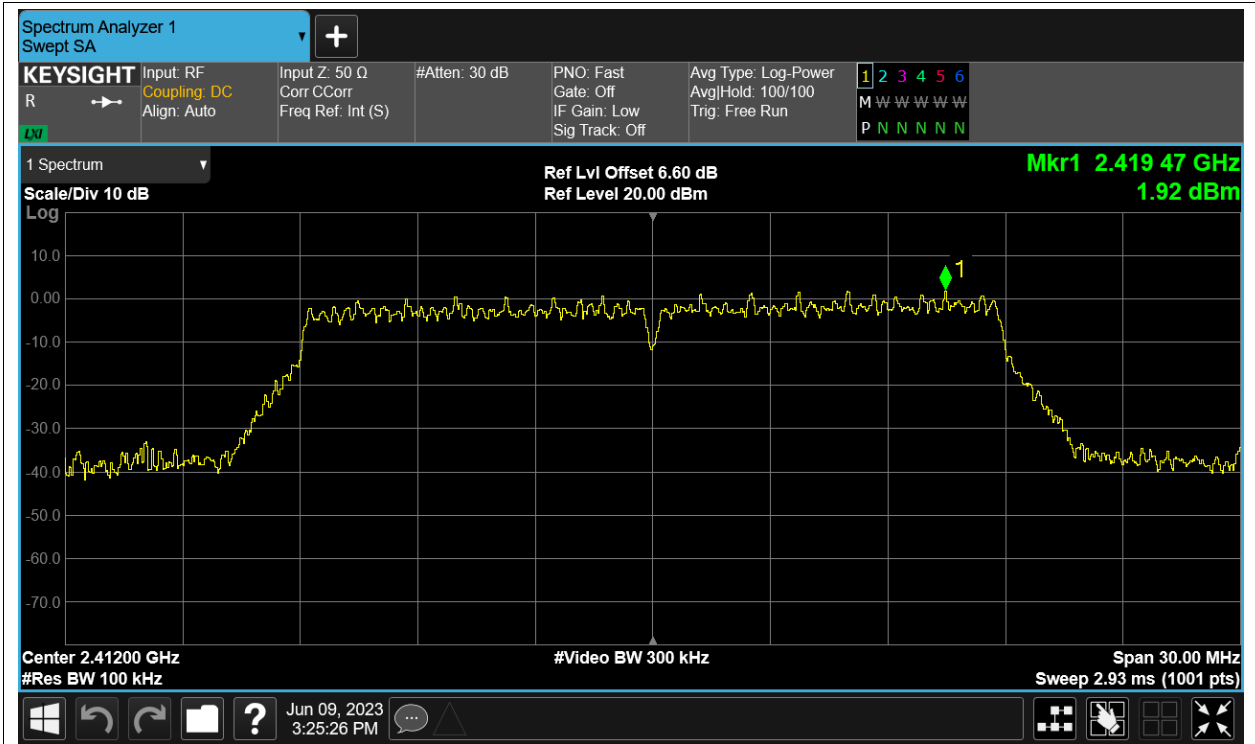 Spectrum Analyzer 1
Swept SA
KEYSIGHT
R
LXI
Input: RF
Coupling: DC
Align: Auto
Input Z: 50 Ω
Corr CCorr
Freq Ref: Int (S)
#Atten: 30 dB
PNO: Fast
Gate: Off
IF Gain: Low
Sig Track: Off
Avg Type: Log-Power
Avg|Hold: 100/100
Trig: Free Run
1 2 3 4 5 6
M W W W W W W
P N N N N N N
1 Spectrum
Scale/Div 10 dB
Log
Ref Lvl Offset 6.60 dB
Ref Level 20.00 dBm
Mkr1 2.419 47 GHz
1.92 dBm
1
10.0
0.00
-10.0
-20.0
-30.0
-40.0
-50.0
-60.0
-70.0
Center 2.41200 GHz
#Res BW 100 kHz
#Video BW 300 kHz
Span 30.00 MHz
Sweep 2.93 ms (1001 pts)
?
Jun 09, 2023
3:25:26 PM